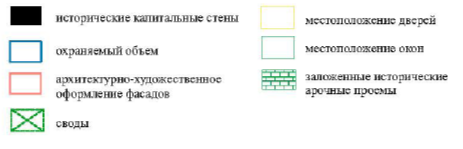 исторические капитальные стены
охраняемый объем
архитектурно-художественное
оформление фасадов
своды
местоположение дверей
местоположение окон
заложенные исторические
арочные проемы